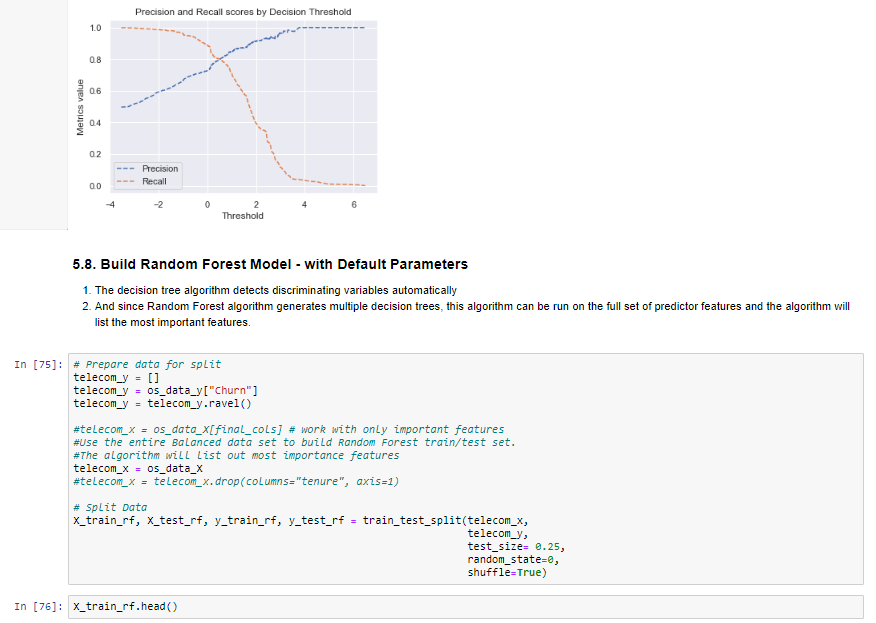 Precision and Recall scores by Decision Threshold
1.0
0.8
0.6
0.4
0.2
0.0
Metrics value
Precision
Recall
-4 -2 0 2 4 6
Threshold
5.8. Build Random Forest Model - with Default Parameters
1. The decision tree algorithm detects discriminating variables automatically
2. And since Random Forest algorithm generates multiple decision trees, this algorithm can be run on the full set of predictor features and the algorithm will
list the most important features.
In [75]: # Prepare data for split
telecom_y = []
telecom_y = os_data_y["Churn"]
telecom_y = telecom_y.ravel()
#telecom_x = os_data_X[final_cols] # work with only important features
#Use the entire Balanced data set to build Random Forest train/test set.
#The algorithm will List out most importance features
telecom_x = os_data_X
#telecom_x = telecom_x.drop(columns="tenure", axis=1)
# Split Data
X_train_rf, X_test_rf, y_train_rf, y_test_rf = train_test_split(telecom_x,
telecom_y,
test_size= 0.25,
random_state=0,
shuffle=True)
In [76]: X_train_rf.head()